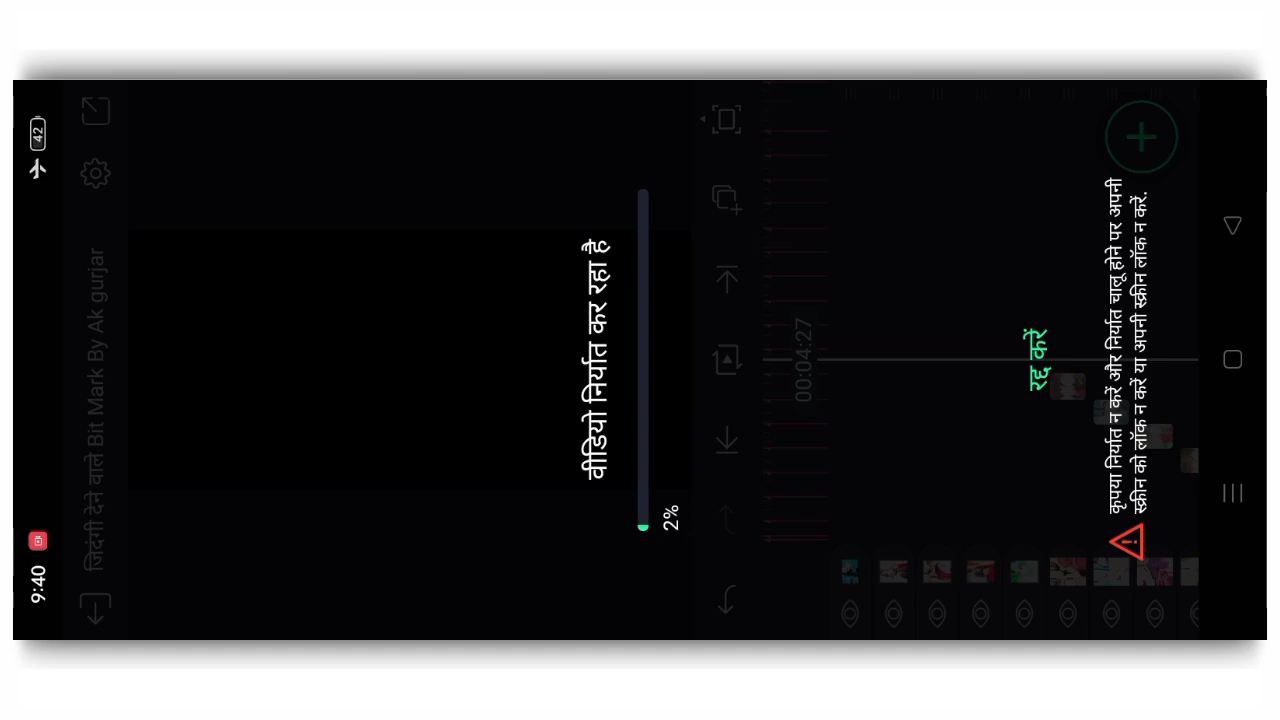 9:40
42
ज़िदंगी देने वाले Bit Mark By Ak gurjar
वीडियो निर्यात कर रहा है
2%
00:04:27
रद्द करें
कृपया निर्यात न करें और निर्यात चालू होने पर अपनी
स्क्रीन को लॉक न करें या अपनी स्क्रीन लॉक न करें.